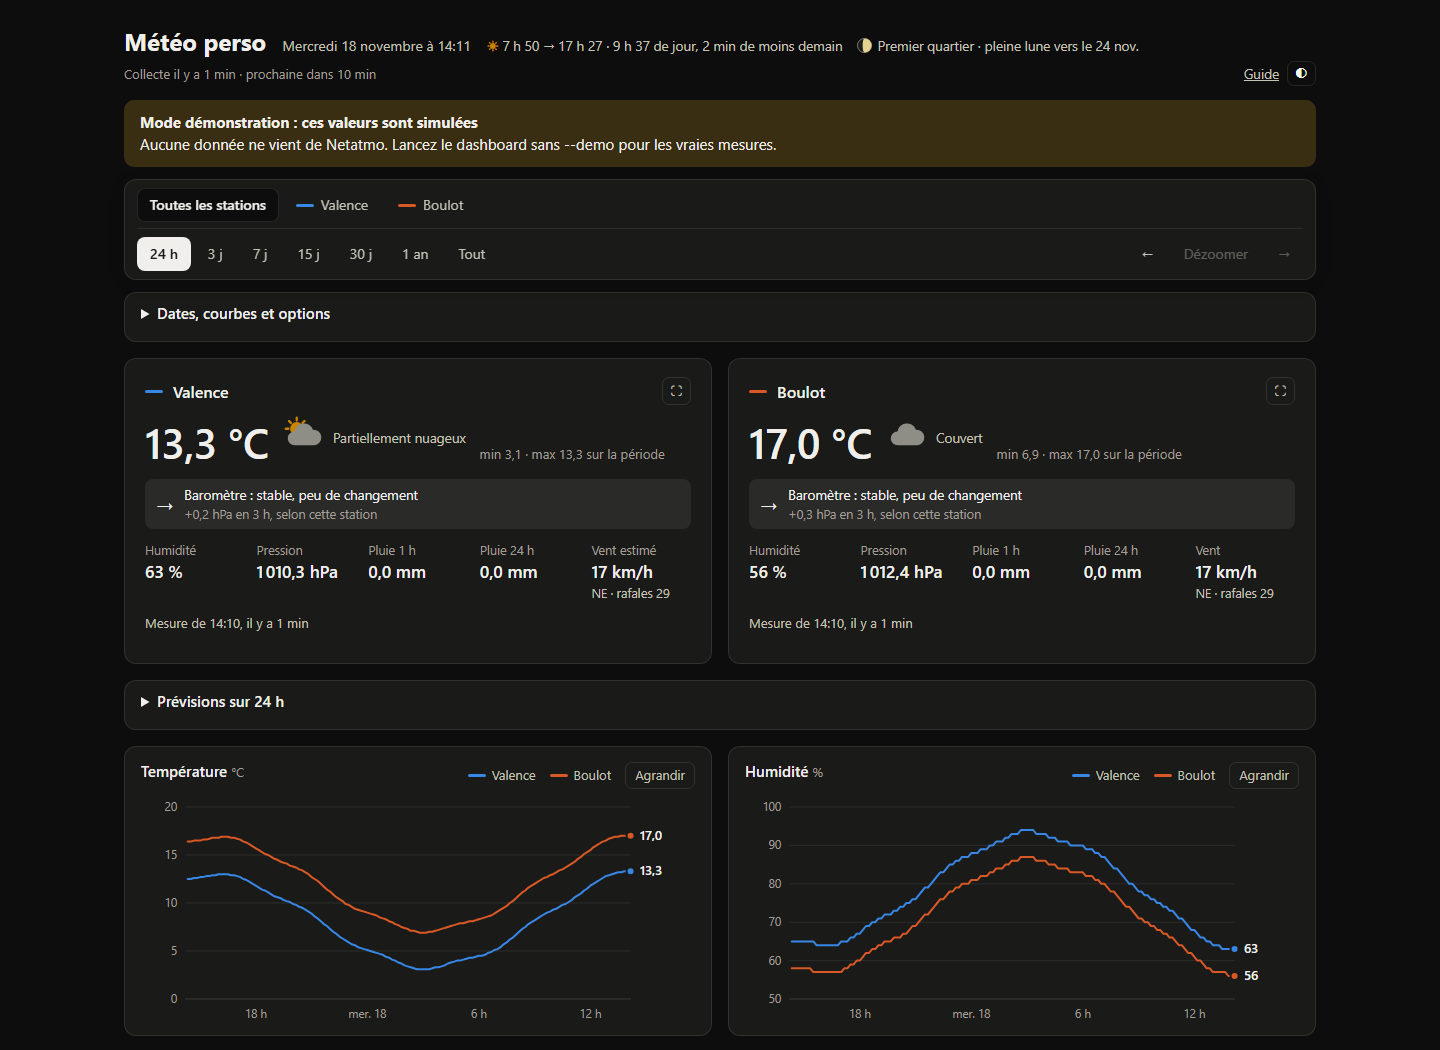 Météo perso Mercredi 18 novembre à 14:11 7 h 50 → 17 h 27 · 9 h 37 de jour, 2 min de moins demain Premier quartier · pleine lune vers le 24 nov.
Collecte il y a 1 min · prochaine dans 10 min Guide
Mode démonstration : ces valeurs sont simulées
Aucune donnée ne vient de Netatmo. Lancez le dashboard sans --demo pour les vraies mesures.
Toutes les stations Valence Boulot
24 h 3 j 7 j 15 j 30 j 1 an Tout ← Dézoomer →
Dates, courbes et options
Valence
13,3 °C Partiellement nuageux min 3,1 · max 13,3 sur la période
→ Baromètre : stable, peu de changement
+0,2 hPa en 3 h, selon cette station
Humidité Pression Pluie 1 h Pluie 24 h Vent estimé
63 % 1 010,3 hPa 0,0 mm 0,0 mm 17 km/h
NE · rafales 29
Mesure de 14:10, il y a 1 min
Boulot
17,0 °C Couvert min 6,9 · max 17,0 sur la période
→ Baromètre : stable, peu de changement
+0,3 hPa en 3 h, selon cette station
Humidité Pression Pluie 1 h Pluie 24 h Vent
56 % 1 012,4 hPa 0,0 mm 0,0 mm 17 km/h
NE · rafales 29
Mesure de 14:10, il y a 1 min
Prévisions sur 24 h
Température °C Valence Boulot Agrandir
20
17,0
15
13,3
10
5
0
18 h mer. 18 6 h 12 h
Humidité % Valence Boulot Agrandir
100
90
80
70
63
60
56
50
18 h mer. 18 6 h 12 h